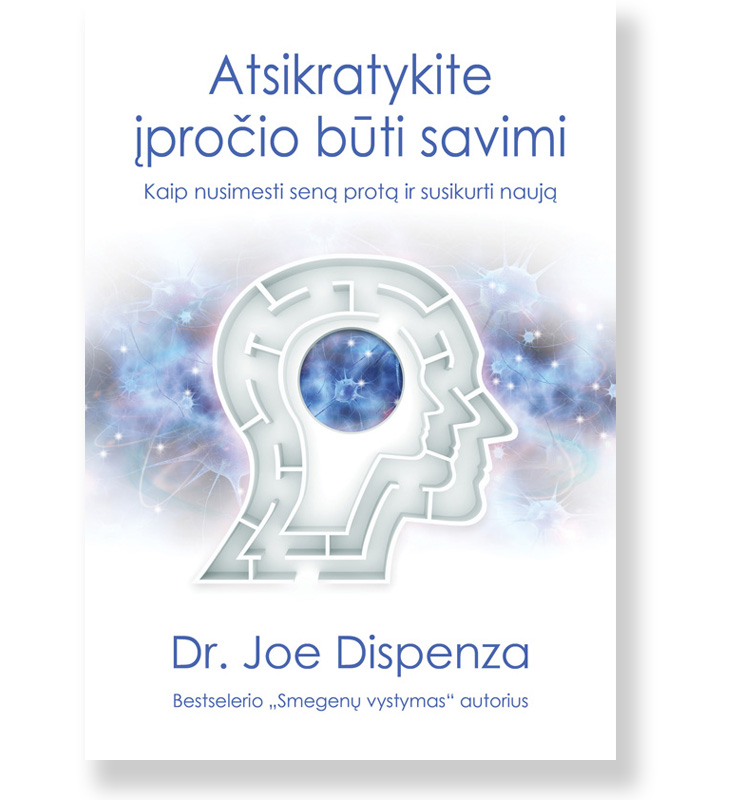 Atsikratykite
įpročio būti savimi
Kaip nusimesti seną protą ir susikurti naują
Dr. Joe Dispenza
Bestselerio „Smegenų vystymas“ autorius